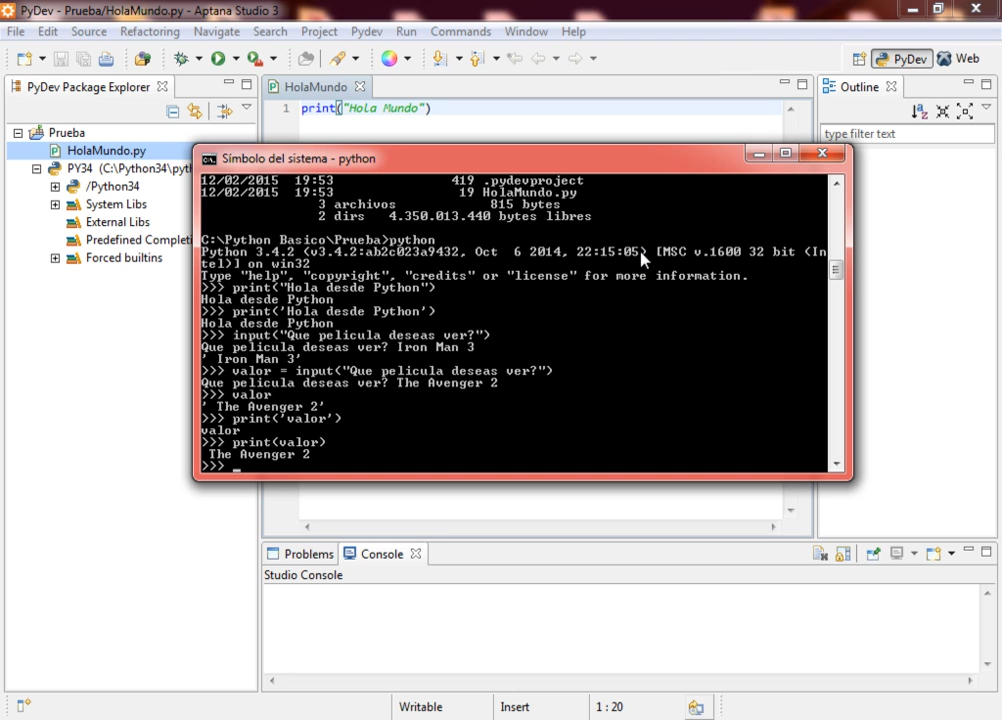 PyDev - Prueba/HolaMundo.py - Aptana Studio 3
File Edit Source Refactoring Navigate Search Project Pydev Run Commands Window Help
PyDev Web
PyDev Package Explorer
Prueba
HolaMundo.py
PY34 (C:\Python34\pyth
/Python34
System Libs
External Libs
Predefined Completi
Forced builtins
HolaMundo
1 print("Hola Mundo")
Outline
type filter text
Símbolo del sistema - python
12/02/2015 19:53 419 .pydevproject
12/02/2015 19:53 19 HolaMundo.py
3 archivos 815 bytes
2 dirs 4.350.013.440 bytes libres
C:\Python Basico\Prueba>python
Python 3.4.2 (v3.4.2:ab2c023a9432, Oct 6 2014, 22:15:05) [MSC v.1600 32 bit (In
tel)] on win32
Type "help", "copyright", "credits" or "license" for more information.
>>> print("Hola desde Python")
Hola desde Python
>>> print('Hola desde Python')
Hola desde Python
>>> input("Que pelicula deseas ver?")
Que pelicula deseas ver? Iron Man 3
' Iron Man 3'
>>> valor = input("Que pelicula deseas ver?")
Que pelicula deseas ver? The Avenger 2
>>> valor
' The Avenger 2'
>>> print('valor')
valor
>>> print(valor)
The Avenger 2
>>> _
Problems Console
Studio Console
Writable Insert 1 : 20